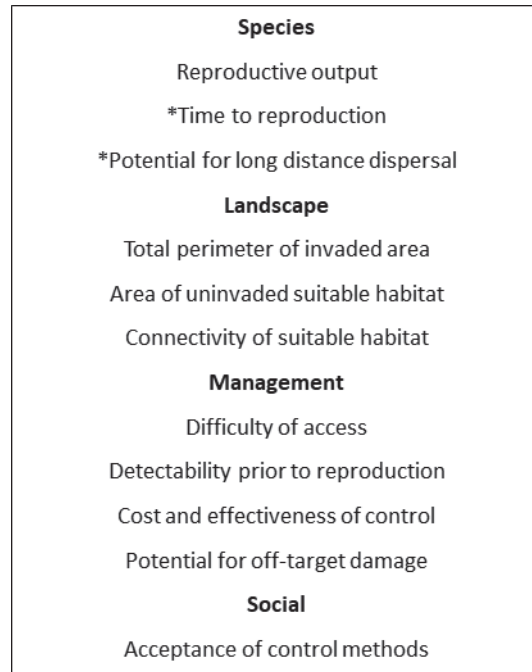 Species
Reproductive output
*Time to reproduction
*Potential for long distance dispersal
Landscape
Total perimeter of invaded area
Area of uninvaded suitable habitat
Connectivity of suitable habitat
Management
Difficulty of access
Detectability prior to reproduction
Cost and effectiveness of control
Potential for off-target damage
Social
Acceptance of control methods